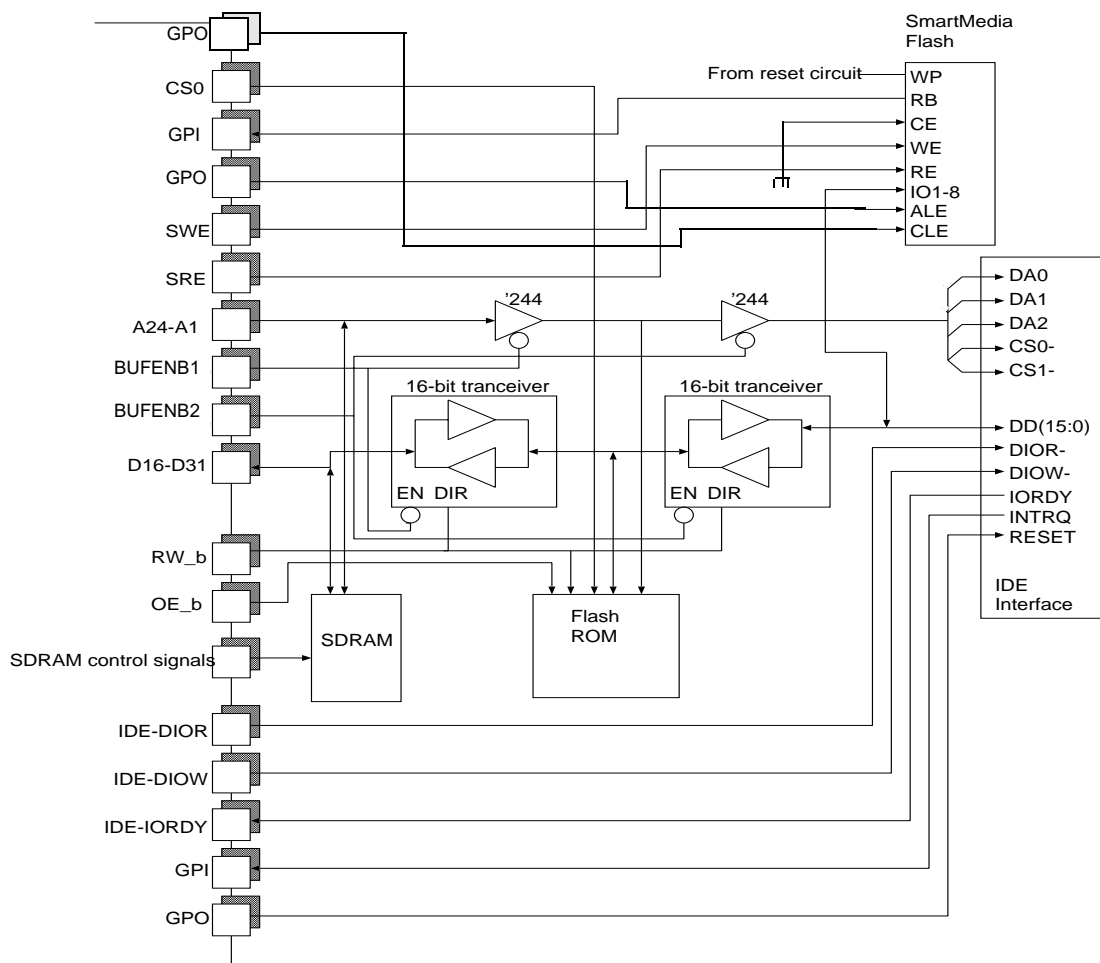 SmartMedia
Flash
GPO
CS0
GPI
GPO
SWE
SRE
A24-A1
BUFENB1
BUFENB2
D16-D31
RW_b
OE_b
SDRAM control signals
IDE-DIOR
IDE-DIOW
IDE-IORDY
GPI
GPO
From reset circuit
WP
RB
CE
WE
RE
IO1-8
ALE
CLE
'244
'244
16-bit tranceiver
EN DIR
16-bit tranceiver
EN DIR
SDRAM
Flash
ROM
DA0
DA1
DA2
CS0-
CS1-
DD(15:0)
DIOR-
DIOW-
IORDY
INTRQ
RESET
IDE
Interface